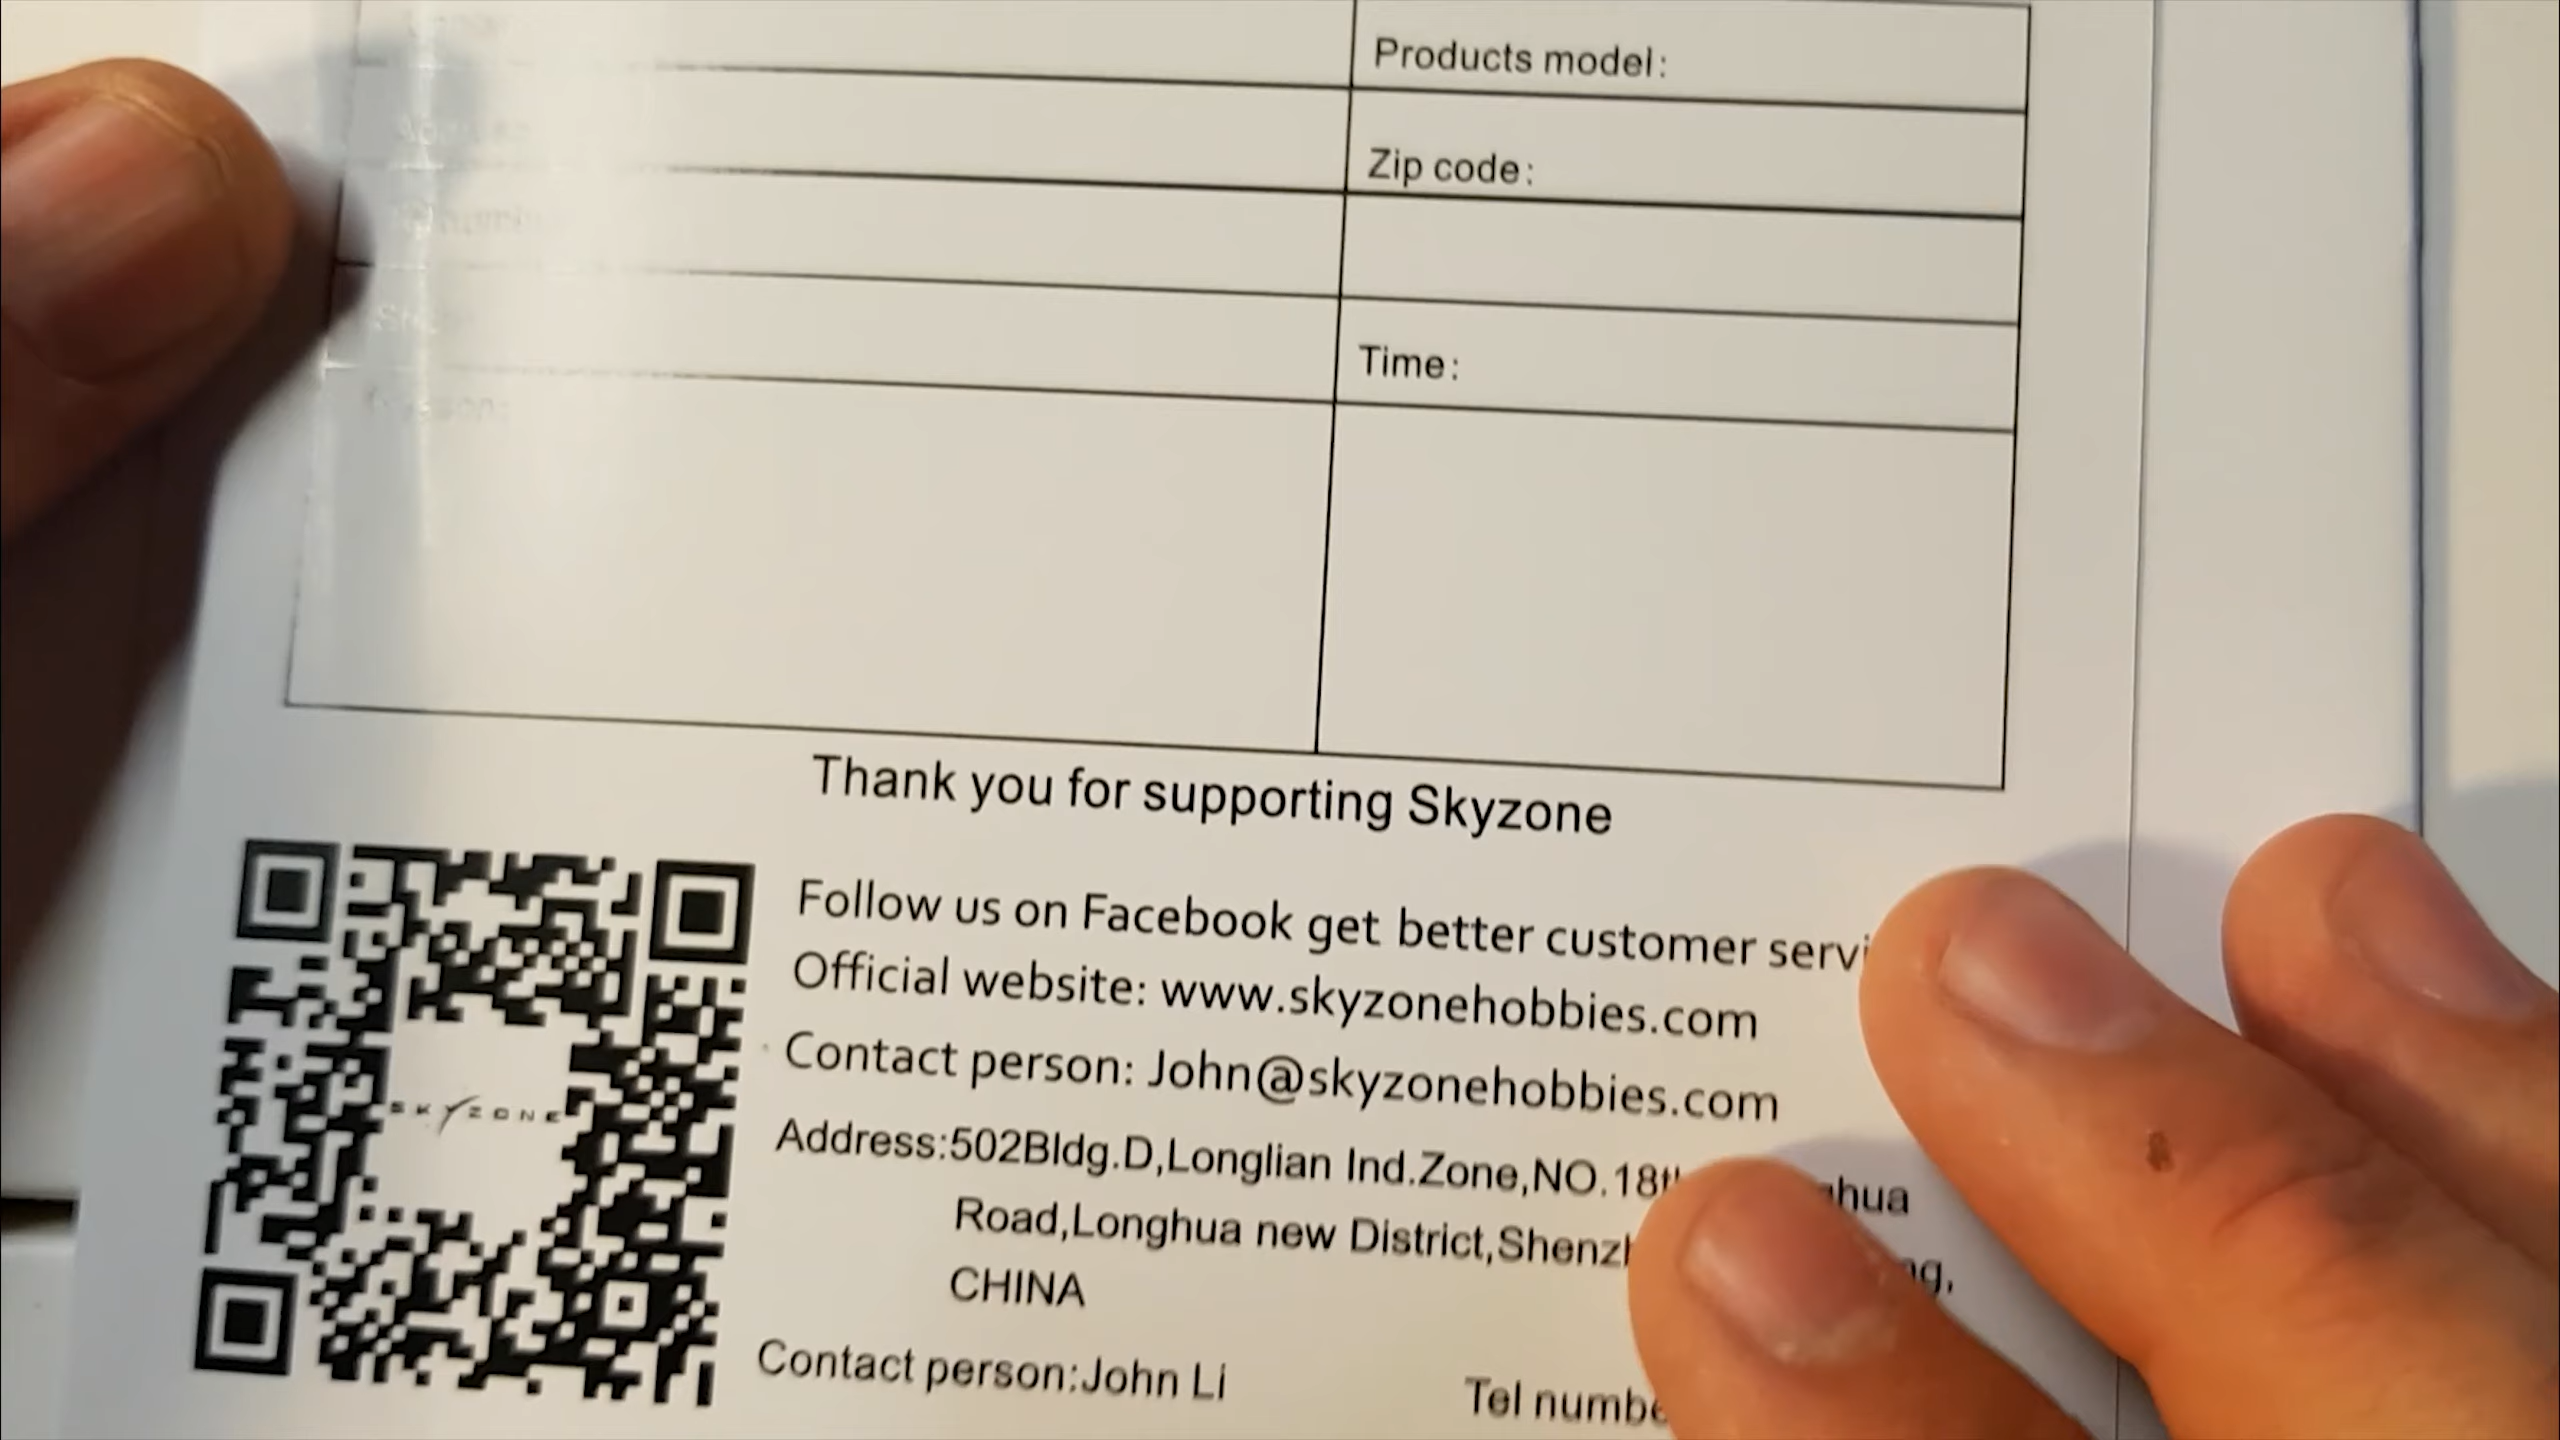 Products model:
Zip code:
Time:
Thank you for supporting Skyzone
Follow us on Facebook get better customer
Official website: www.skyzonehobbies.com
Contact person: John@skyzonehobbies.com
SKYZONE
Address:502Bldg.D,Longlian Ind.Zone,NO.18
Road,Longhua new District,
CHINA
Contact person:John Li
Tel